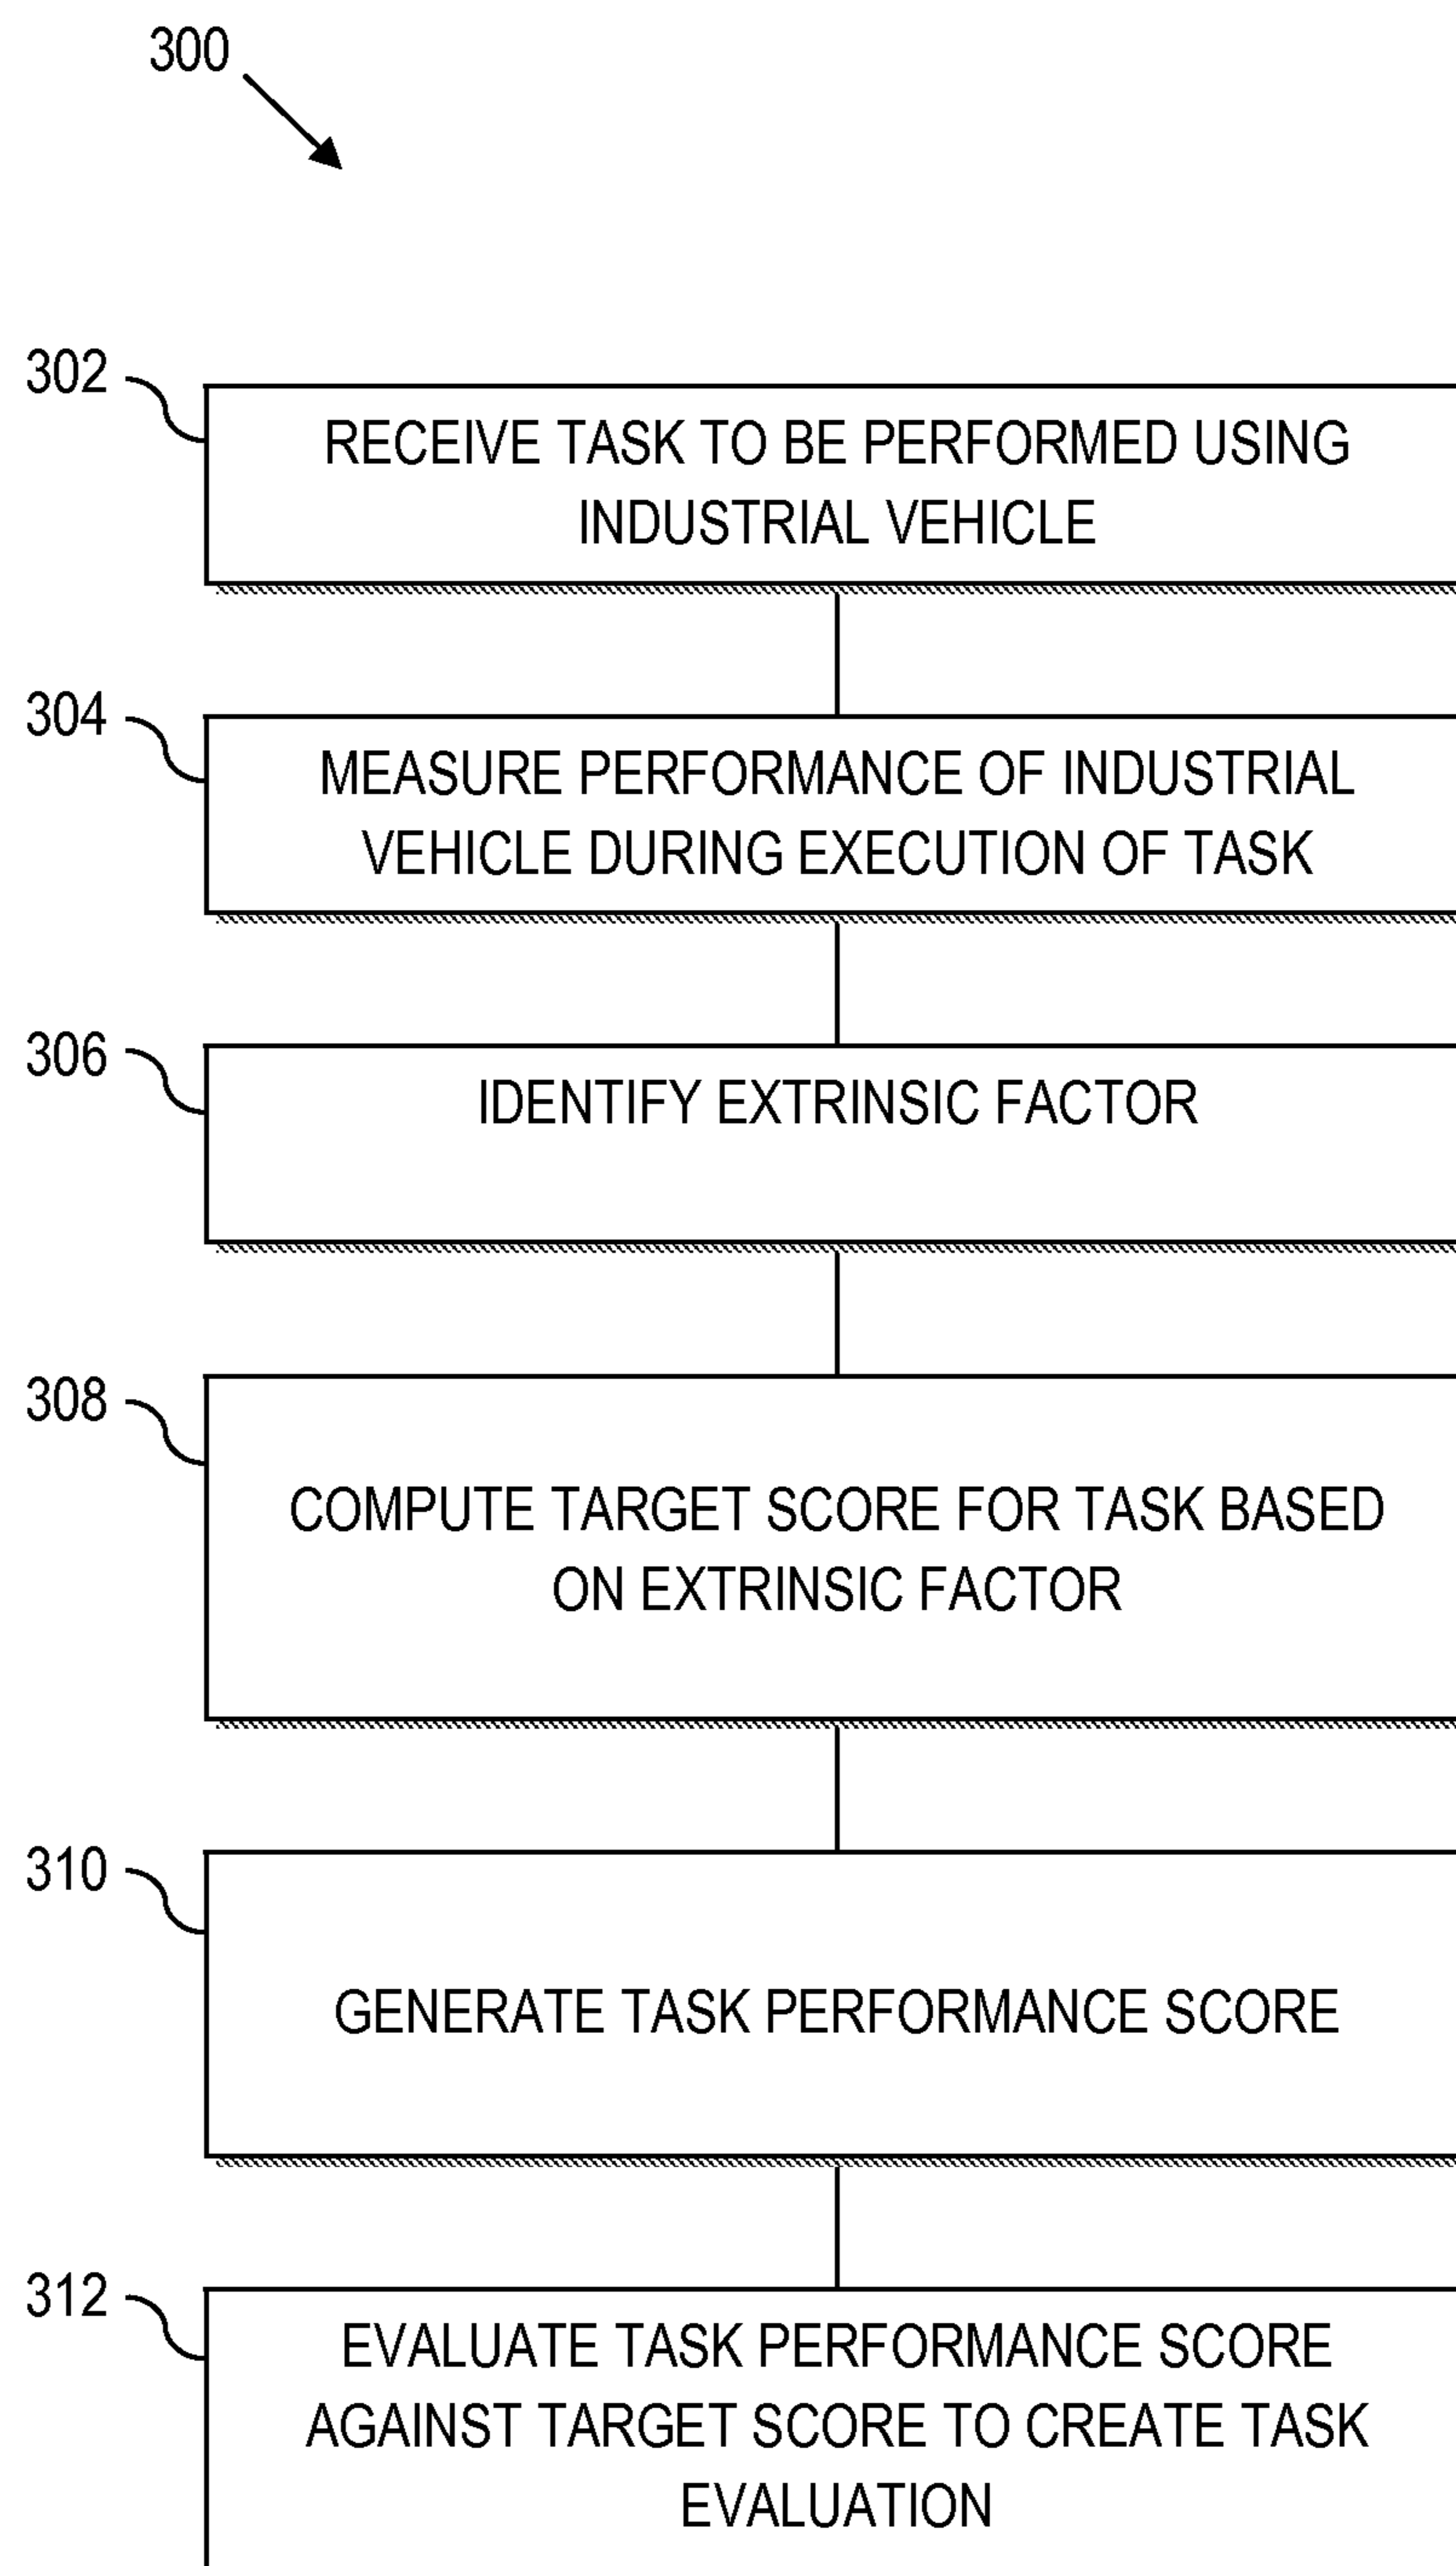 300
302
RECEIVE TASK TO BE PERFORMED USING
INDUSTRIAL VEHICLE
304
MEASURE PERFORMANCE OF INDUSTRIAL
VEHICLE DURING EXECUTION OF TASK
306
IDENTIFY EXTRINSIC FACTOR
308
COMPUTE TARGET SCORE FOR TASK BASED
ON EXTRINSIC FACTOR
310
GENERATE TASK PERFORMANCE SCORE
312
EVALUATE TASK PERFORMANCE SCORE
AGAINST TARGET SCORE TO CREATE TASK
EVALUATION